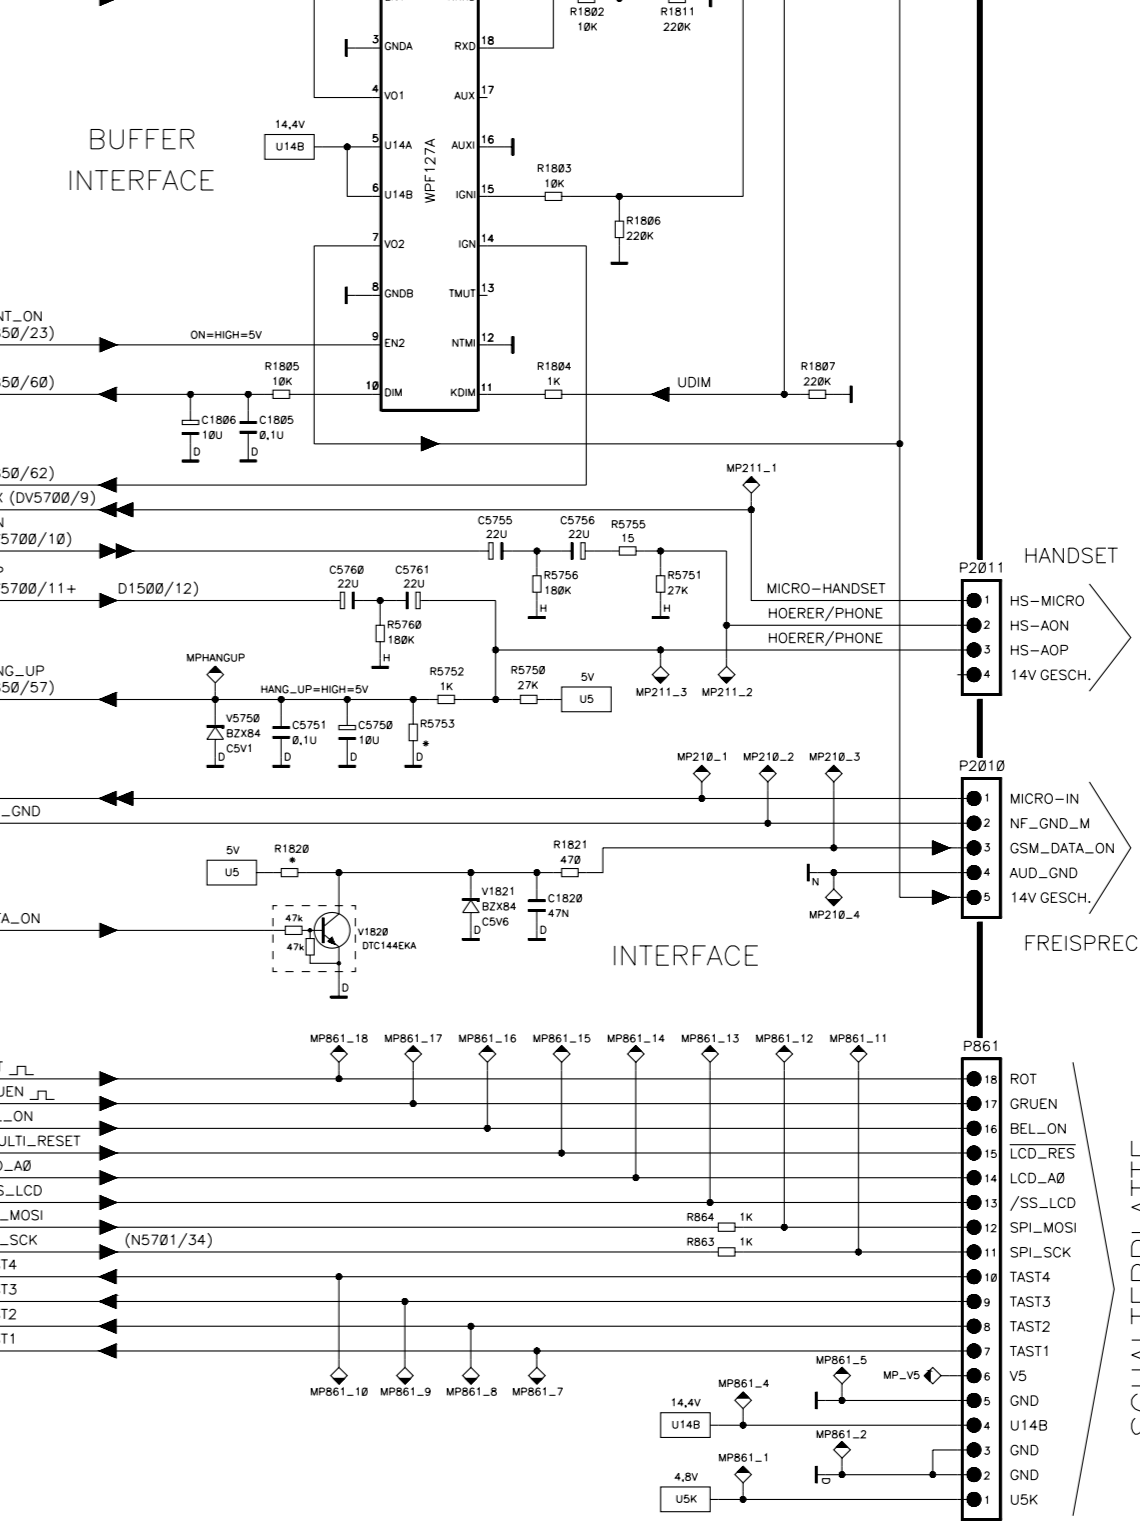 R1802
10K
R1811
220K
3 GNDA
RXD 18
4 VO1
AUX 17
BUFFER
INTERFACE
14,4V
U14B
5 U14A
AUXI 16
WPF127A
6 U14B
IGNI 15
R1803
10K
R1806
220K
7 VO2
IGN 14
8 GNDB
TMUT 13
NT_ON
50/23)
ON=HIGH=5V
9 EN2
NTMI 12
50/60)
R1805
10K
10 DIM
KDIM 11
R1804
1K
UDIM
R1807
220K
C1806
10U
D
C1805
0,1U
D
50/62)
(DV5700/9)
MP211_1
5700/10)
C5755
22U
C5756
22U
R5755
15
R5756
180K
H
R5751
27K
H
5700/11+ D1500/12)
C5760
22U
C5761
22U
R5760
180K
H
MICRO-HANDSET
HOERER/PHONE
HOERER/PHONE
MP211_3
MP211_2
HANDSET
P2011
1 HS-MICRO
2 HS-AON
3 HS-AOP
4 14V GESCH.
NG_UP
50/57)
MPHANGUP
HANG_UP=HIGH=5V
R5752
1K
R5750
27K
5V
U5
V5750
BZX84
C5V1
D
C5751
0,1U
D
C5750
10U
D
R5753
*
D
MP210_1
MP210_2
MP210_3
P2010
1 MICRO-IN
2 NF_GND_M
3 GSM_DATA_ON
4 AUD_GND
5 14V GESCH.
_GND
5V
U5
R1820
*
R1821
470
N
MP210_4
V1821
BZX84
C5V6
D
C1820
47N
D
TA_ON
47k
47k
V1820
DTC144EKA
D
INTERFACE
FREISPREC
MP861_18
MP861_17
MP861_16
MP861_15
MP861_14
MP861_13
MP861_12
MP861_11
P861
T
18 ROT
UEN
17 GRUEN
_ON
16 BEL_ON
ULTI_RESET
15 LCD_RES
D_A0
14 LCD_A0
S_LCD
13 /SS_LCD
_MOSI
R864 1K
12 SPI_MOSI
_SCK
(N5701/34)
R863 1K
11 SPI_SCK
ST4
10 TAST4
ST3
9 TAST3
ST2
8 TAST2
ST1
7 TAST1
MP861_10
MP861_9
MP861_8
MP861_7
MP861_5
MP_V5
6 V5
5 GND
14,4V
U14B
MP861_4
4 U14B
MP861_2
3 GND
D
2 GND
4,8V
U5K
MP861_1
1 U5K